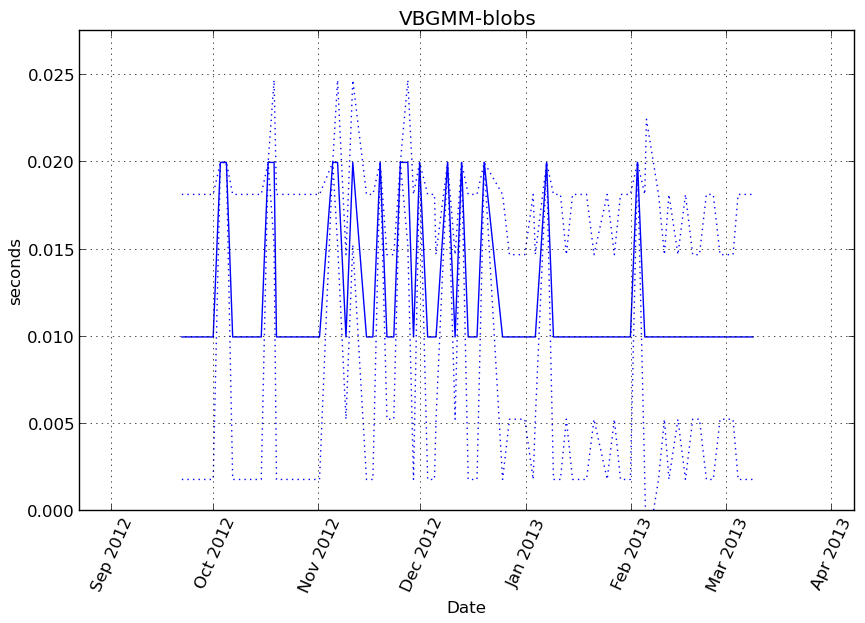 VBGMM-blobs
0.025
0.020
0.015
0.010
0.005
0.000
seconds
Sep 2012
Oct 2012
Nov 2012
Dec 2012
Jan 2013
Feb 2013
Mar 2013
Apr 2013
Date